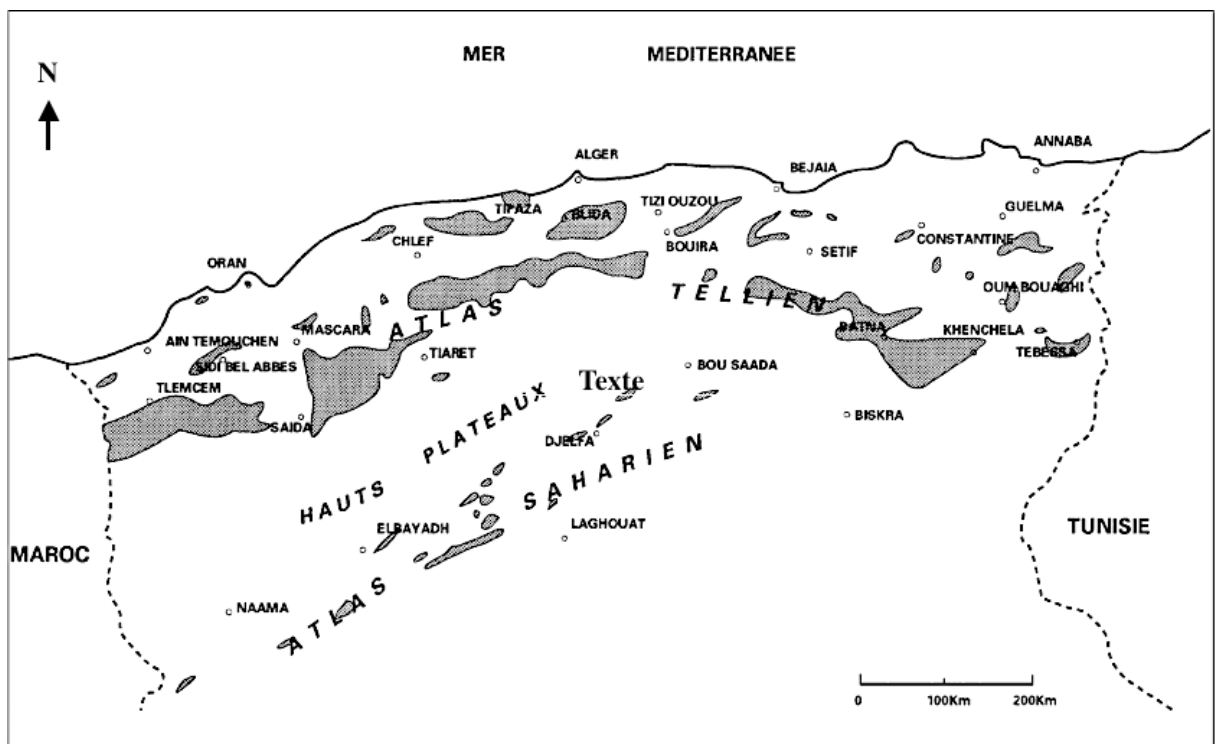 MER MEDITERRANEE
N
ANNABA
ALGER
BEJAIA
TIZI OUZOU
GUELMA
TIPAZA
BLIDA
CHLEF
BOUIRA
SETIF
CONSTANTINE
ORAN
OUM BOUAGHI
TELLIEN
ATLAS
MASCARA
BATNA
KHENCHELA
AIN TEMOUCHEN
TEBESSA
SIDI BEL ABBES
TIARET
BOU SAADA
TLEMCEM
Texte
BISKRA
SAIDA
HAUTS PLATEAUX
DJELFA
ATLAS SAHARIEN
ELBAYADH
LAGHOUAT
MAROC
TUNISIE
NAAMA
0 100Km 200Km